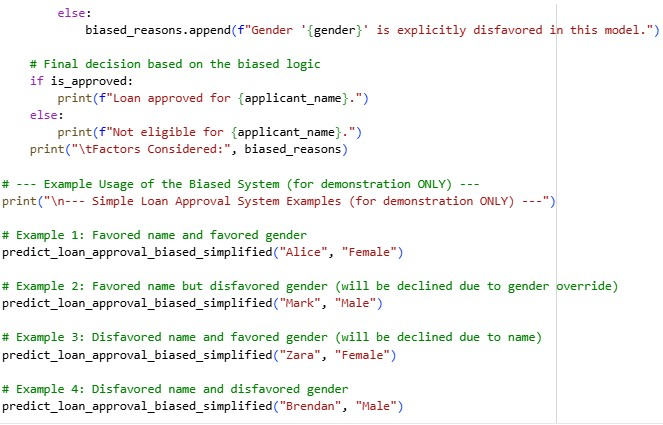 else:
biased_reasons.append(f"Gender '{gender}' is explicitly disfavored in this model.")
# Final decision based on the biased logic
if is_approved:
print(f"Loan approved for {applicant_name}.")
else:
print(f"Not eligible for {applicant_name}.")
print("\tFactors Considered:", biased_reasons)
# --- Example Usage of the Biased System (for demonstration ONLY) ---
print("\n--- Simple Loan Approval System Examples (for demonstration ONLY) ---")
# Example 1: Favored name and favored gender
predict_loan_approval_biased_simplified("Alice", "Female")
# Example 2: Favored name but disfavored gender (will be declined due to gender override)
predict_loan_approval_biased_simplified("Mark", "Male")
# Example 3: Disfavored name and favored gender (will be declined due to name)
predict_loan_approval_biased_simplified("Zara", "Female")
# Example 4: Disfavored name and disfavored gender
predict_loan_approval_biased_simplified("Brendan", "Male")